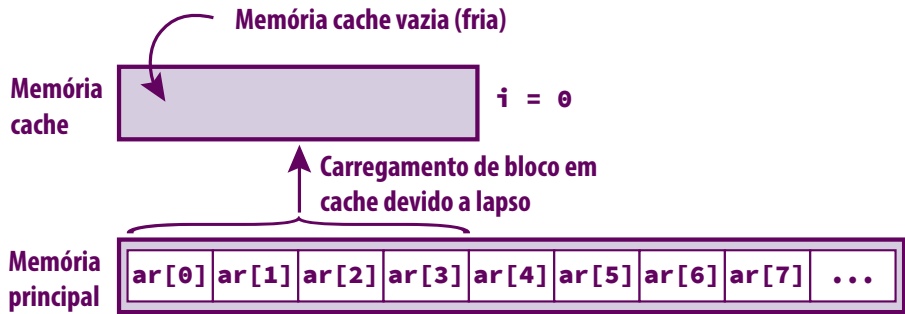 Memória cache vazia (fria)
Memória
cache
i = 0
Carregamento de bloco em
cache devido a lapso
Memória
principal
ar[0] ar[1] ar[2] ar[3] ar[4] ar[5] ar[6] ar[7] ...